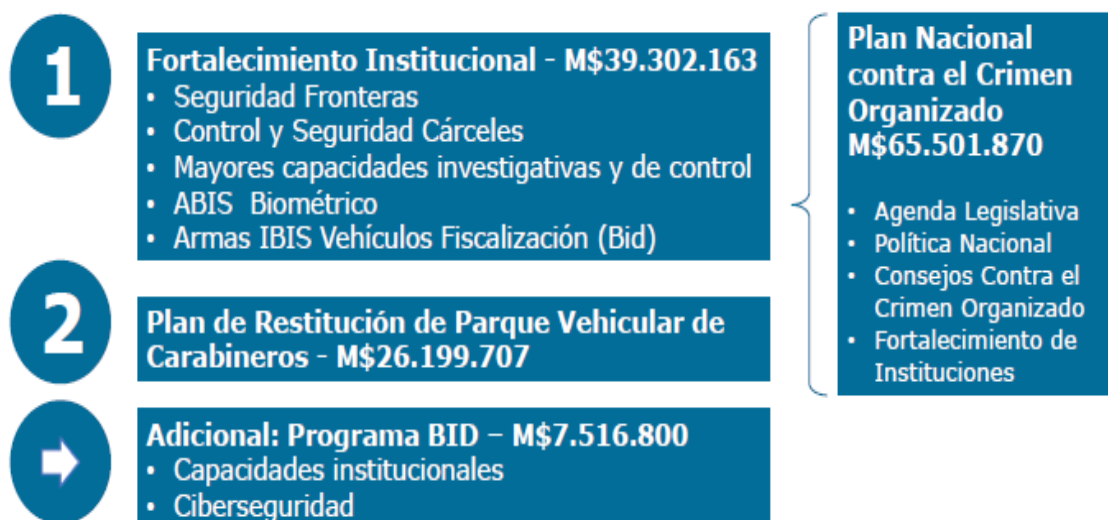 1
Fortalecimiento Institucional - M$39.302.163
• Seguridad Fronteras
• Control y Seguridad Cárceles
• Mayores capacidades investigativas y de control
• ABIS Biométrico
• Armas IBIS Vehículos Fiscalización (Bid)
2
Plan de Restitución de Parque Vehicular de
Carabineros - M$26.199.707
Adicional: Programa BID – M$7.516.800
• Capacidades institucionales
• Ciberseguridad
Plan Nacional
contra el Crimen
Organizado
M$65.501.870
• Agenda Legislativa
• Política Nacional
• Consejos Contra el
Crimen Organizado
• Fortalecimiento de
Instituciones